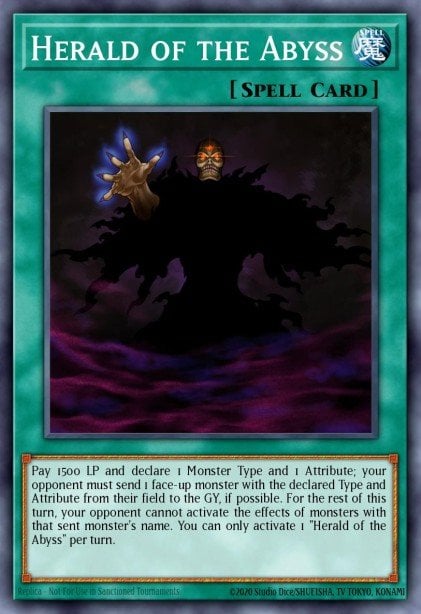 HERALD OF THE ABYSS
SPELL
魔
[ SPELL CARD ]
Pay 1500 LP and declare 1 Monster Type and 1 Attribute; your
opponent must send 1 face-up monster with the declared Type and
Attribute from their field to the GY, if possible. For the rest of this
turn, your opponent cannot activate the effects of monsters with
that sent monster's name. You can only activate 1 "Herald of the
Abyss" per turn.
Replica - Not For Use in Sanctioned Tournaments
©2020 Studio Dice/SHUEISHA, TV TOKYO, KONAMI